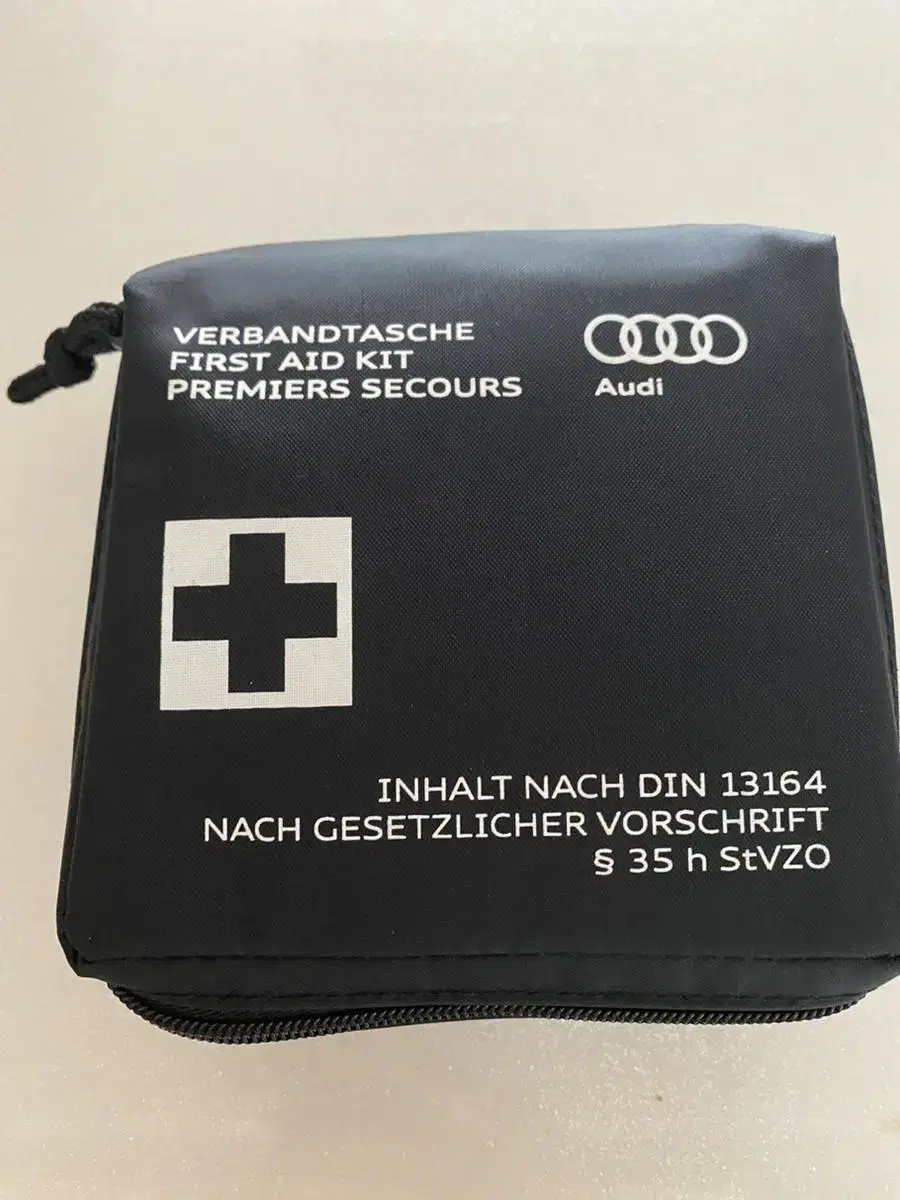 VERBANDTASCHE
FIRST AID KIT
PREMIERS SECOURS
Audi
INHALT NACH DIN 13164
NACH GESETZLICHER VORSCHRIFT
§ 35 h StVZO